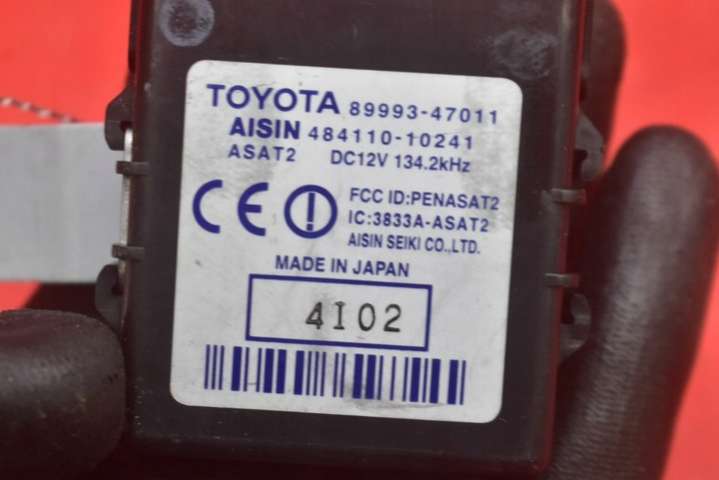 TOYOTA 89993-47011
AISIN 484110-10241
ASAT2 DC12V 134.2kHz
CE
FCC ID:PENASAT2
IC:3833A-ASAT2
AISIN SEIKI CO.,LTD.
MADE IN JAPAN
4I02